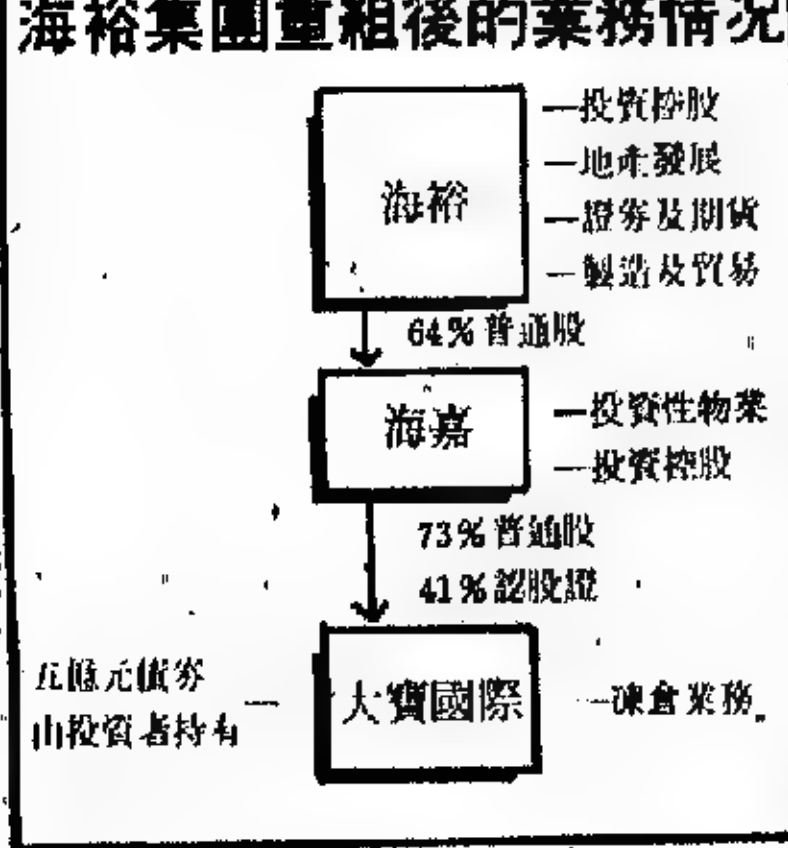 海裕集團重組後的業務情況
海裕
—投資控股
—地產發展
—證券及期貨
—製造及貿易
64%普通股
海嘉
—投資性物業
—投資控股
73%普通股
41%認股證
五億元債券
由投資者持有—
大寶國際
—凍倉業務